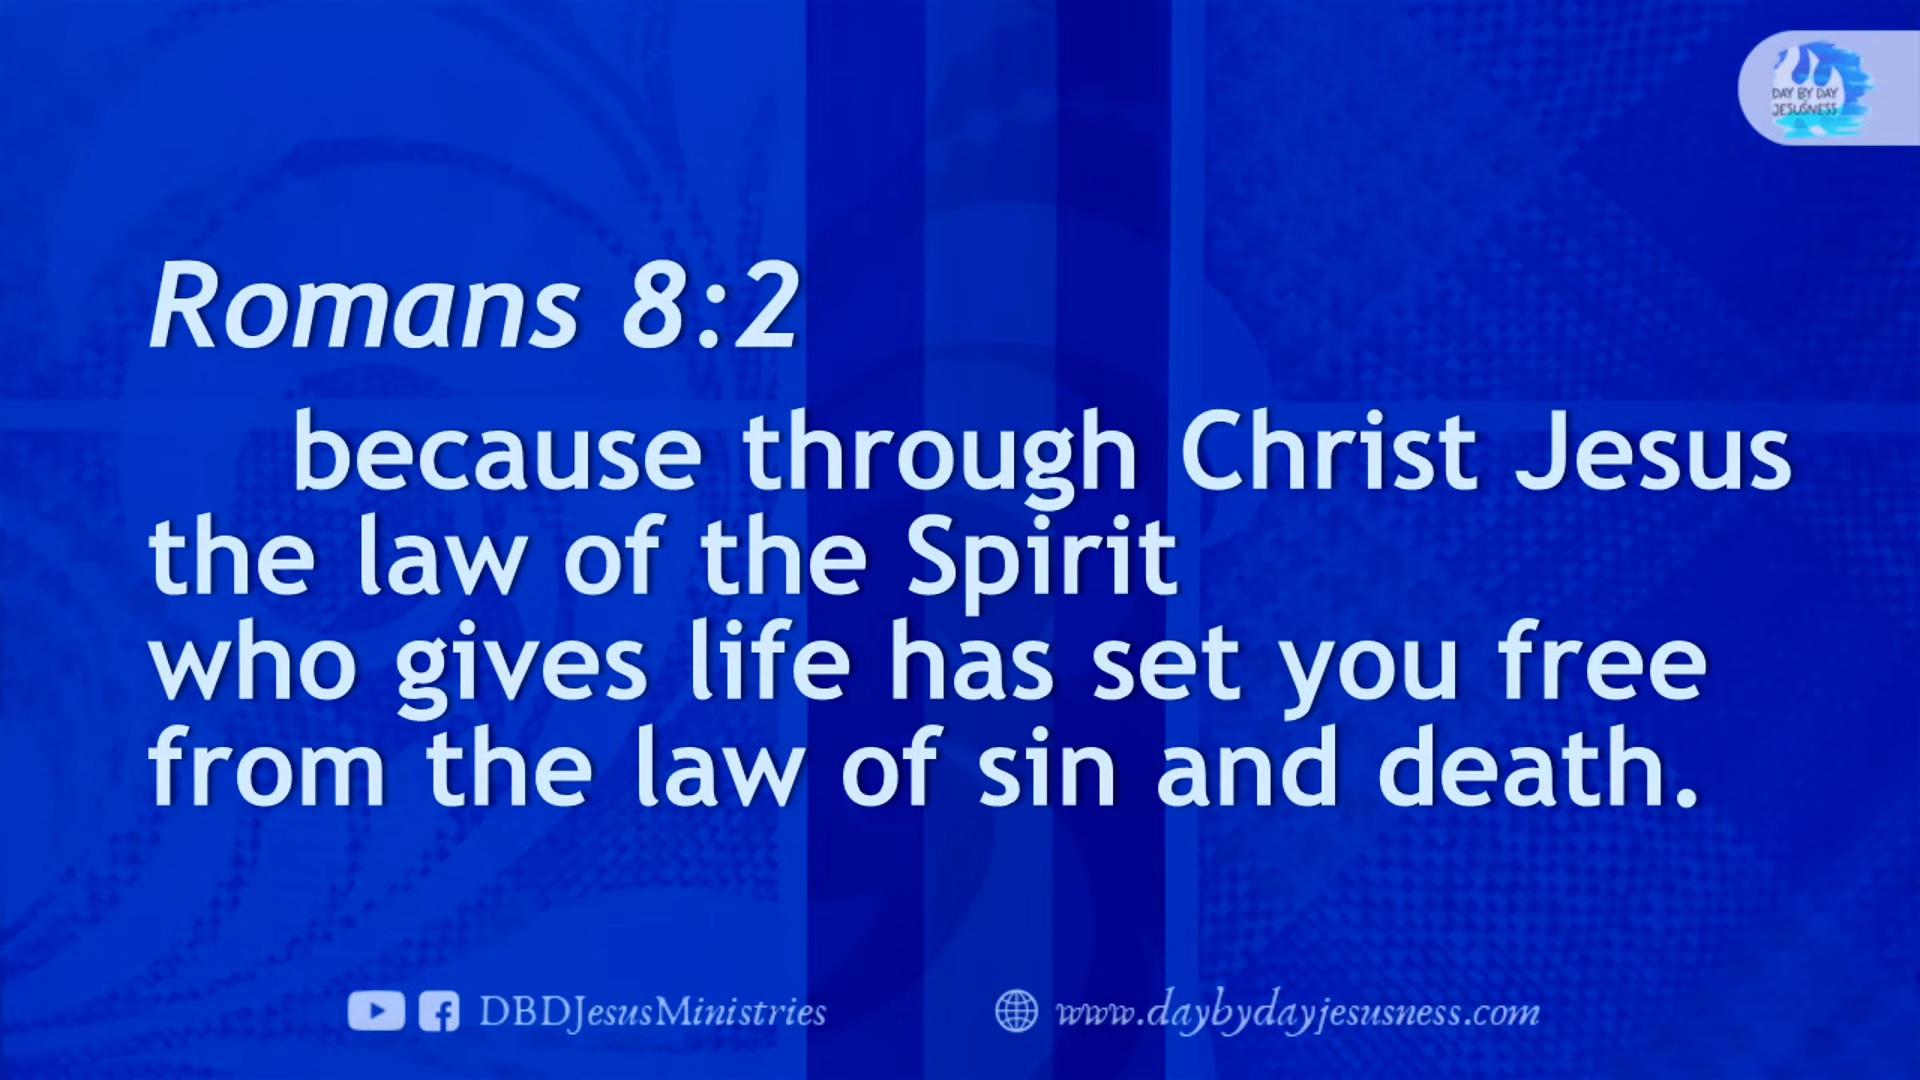 DAY BY DAY
JESUSNESS
Romans 8:2
because through Christ Jesus
the law of the Spirit
who gives life has set you free
from the law of sin and death.
DBDJesusMinistries
www.daybydayjesusness.com